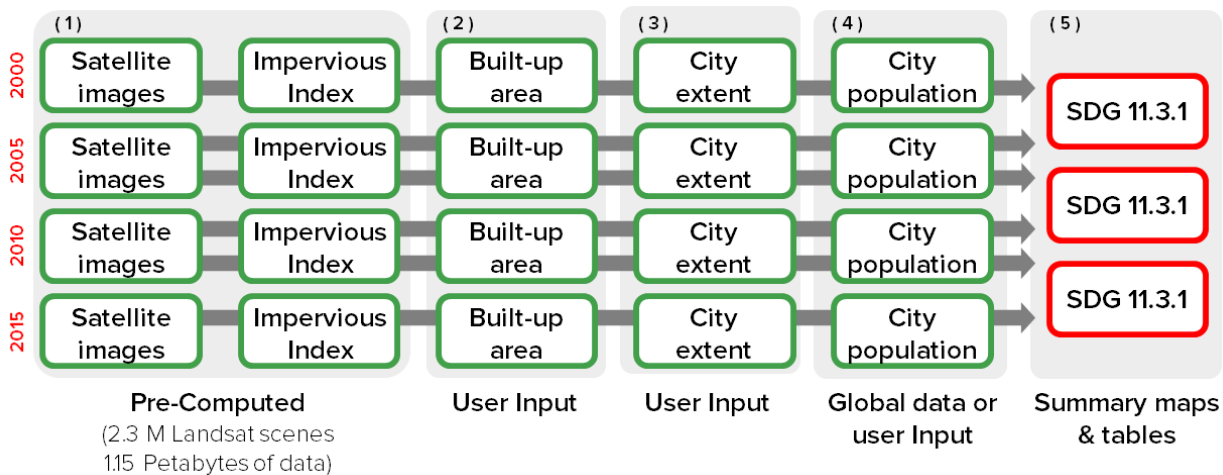 (1)
(2)
(3)
(4)
(5)
2000
Satellite
images
Impervious
Index
Built-up
area
City
extent
City
population
SDG 11.3.1
2005
Satellite
images
Impervious
Index
Built-up
area
City
extent
City
population
SDG 11.3.1
2010
Satellite
images
Impervious
Index
Built-up
area
City
extent
City
population
SDG 11.3.1
2015
Satellite
images
Impervious
Index
Built-up
area
City
extent
City
population
Pre-Computed
(2.3 M Landsat scenes
1.15 Petabytes of data)
User Input
User Input
Global data or
user Input
Summary maps
& tables